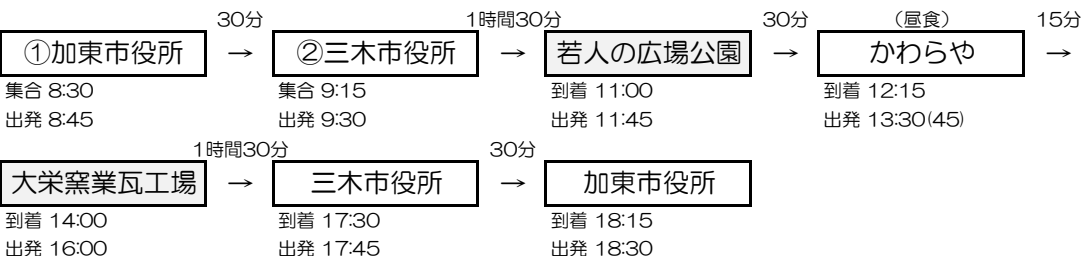 30分 1時間30分 30分 （昼食） 15分
①加東市役所 → ②三木市役所 → 若人の広場公園 → かわらや →
集合 8:30 集合 9:15 到着 11:00 到着 12:15
出発 8:45 出発 9:30 出発 11:45 出発 13:30(45)
1時間30分 30分
大栄窯業瓦工場 → 三木市役所 → 加東市役所
到着 14:00 到着 17:30 到着 18:15
出発 16:00 出発 17:45 出発 18:30